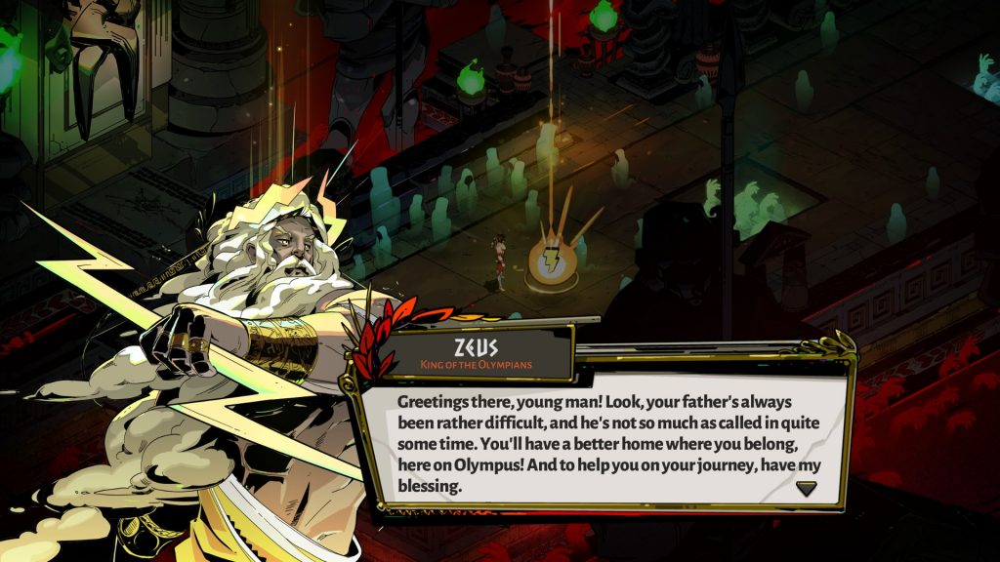 ZEUS
KING OF THE OLYMPIANS
Greetings there, young man! Look, your father's always
been rather difficult, and he's not so much as called in quite
some time. You'll have a better home where you belong,
here on Olympus! And to help you on your journey, have my
blessing.